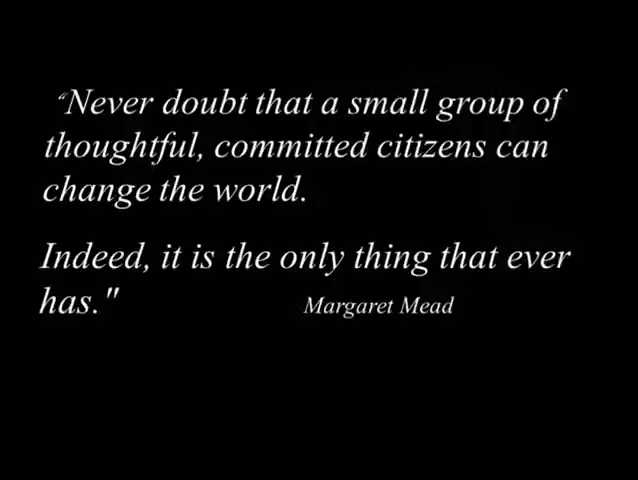 “Never doubt that a small group of
thoughtful, committed citizens can
change the world.
Indeed, it is the only thing that ever
has."
Margaret Mead